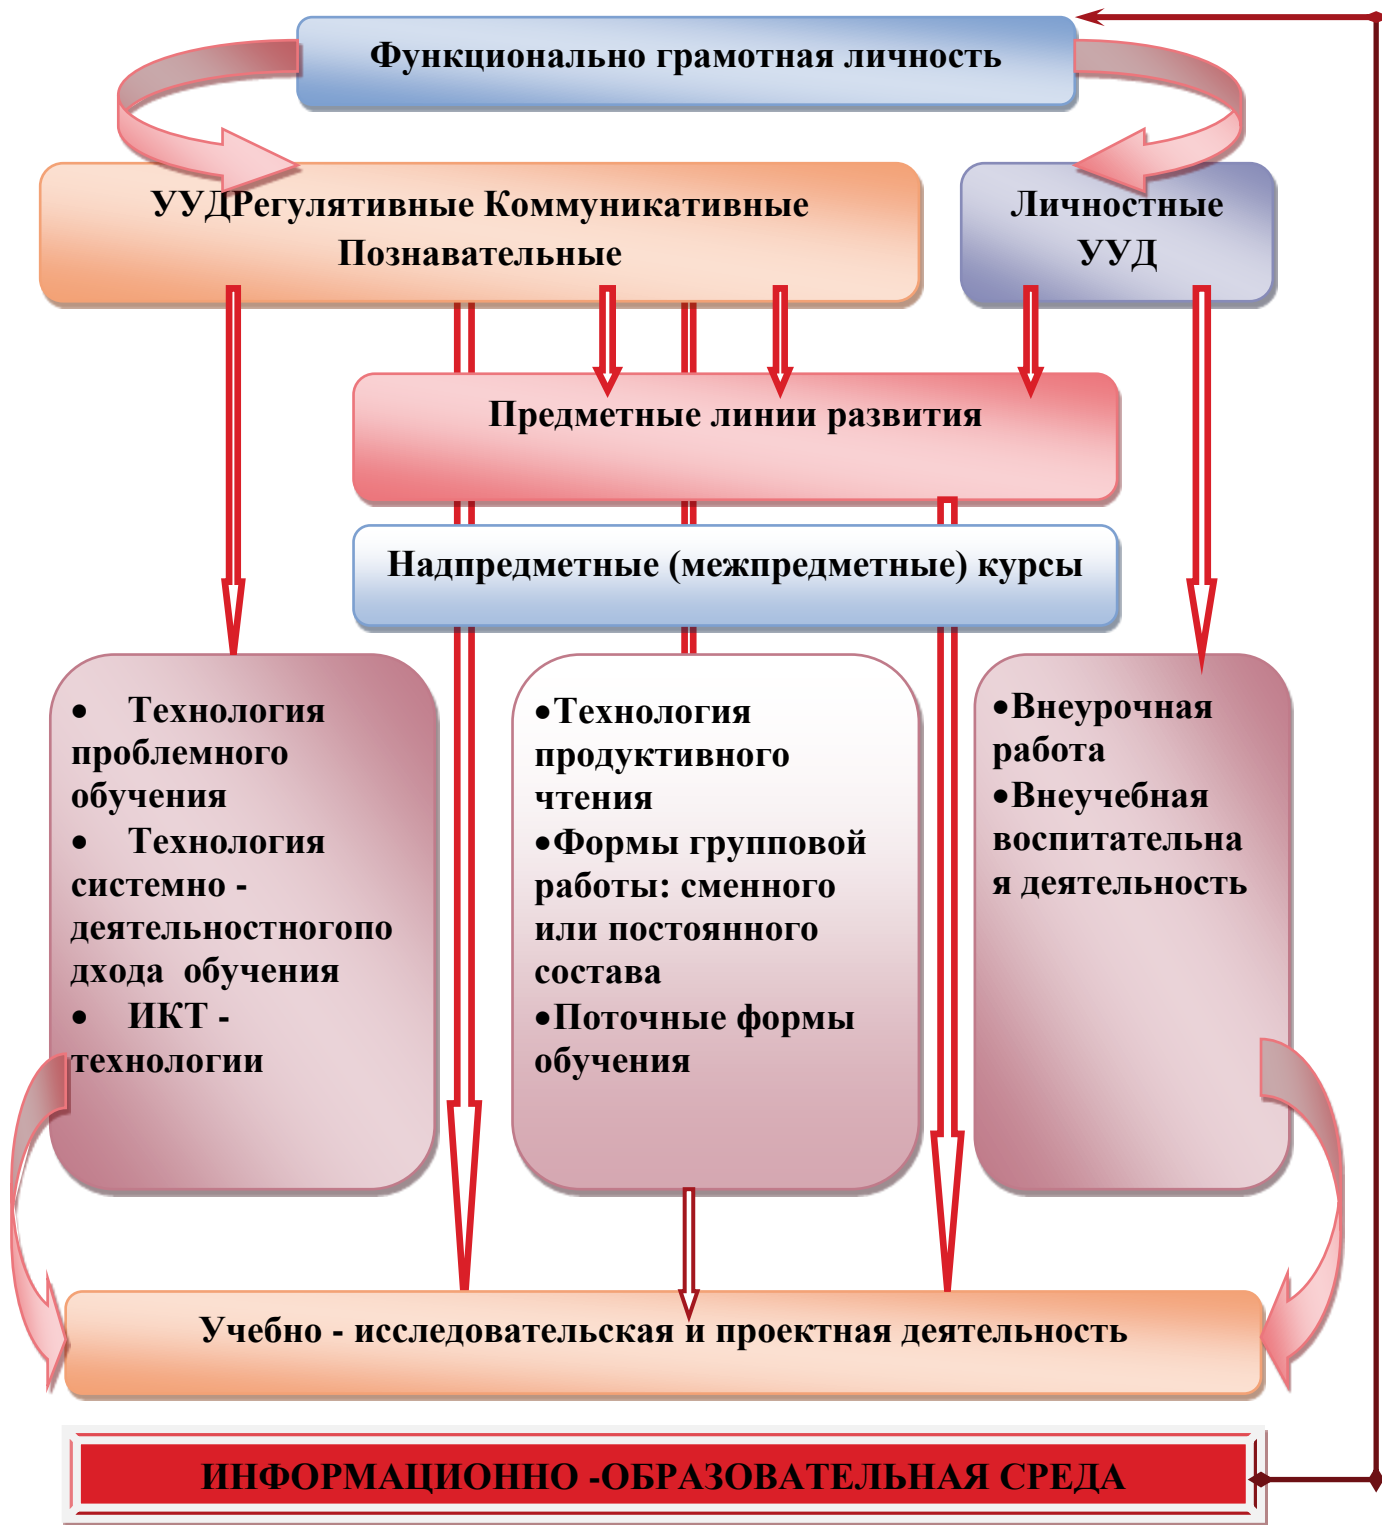 Функционально грамотная личность
УУДРегулятивные Коммуникативные
Познавательные
Личностные
УУД
Предметные линии развития
Надпредметные (межпредметные) курсы
• Технология
проблемного
обучения
• Технология
системно -
деятельностногопо
дхода обучения
• ИКТ -
технологии
•Технология
продуктивного
чтения
•Формы групповой
работы: сменного
или постоянного
состава
•Поточные формы
обучения
•Внеурочная
работа
•Внеучебная
воспитательна
я деятельность
Учебно - исследовательская и проектная деятельность
ИНФОРМАЦИОННО -ОБРАЗОВАТЕЛЬНАЯ СРЕДА